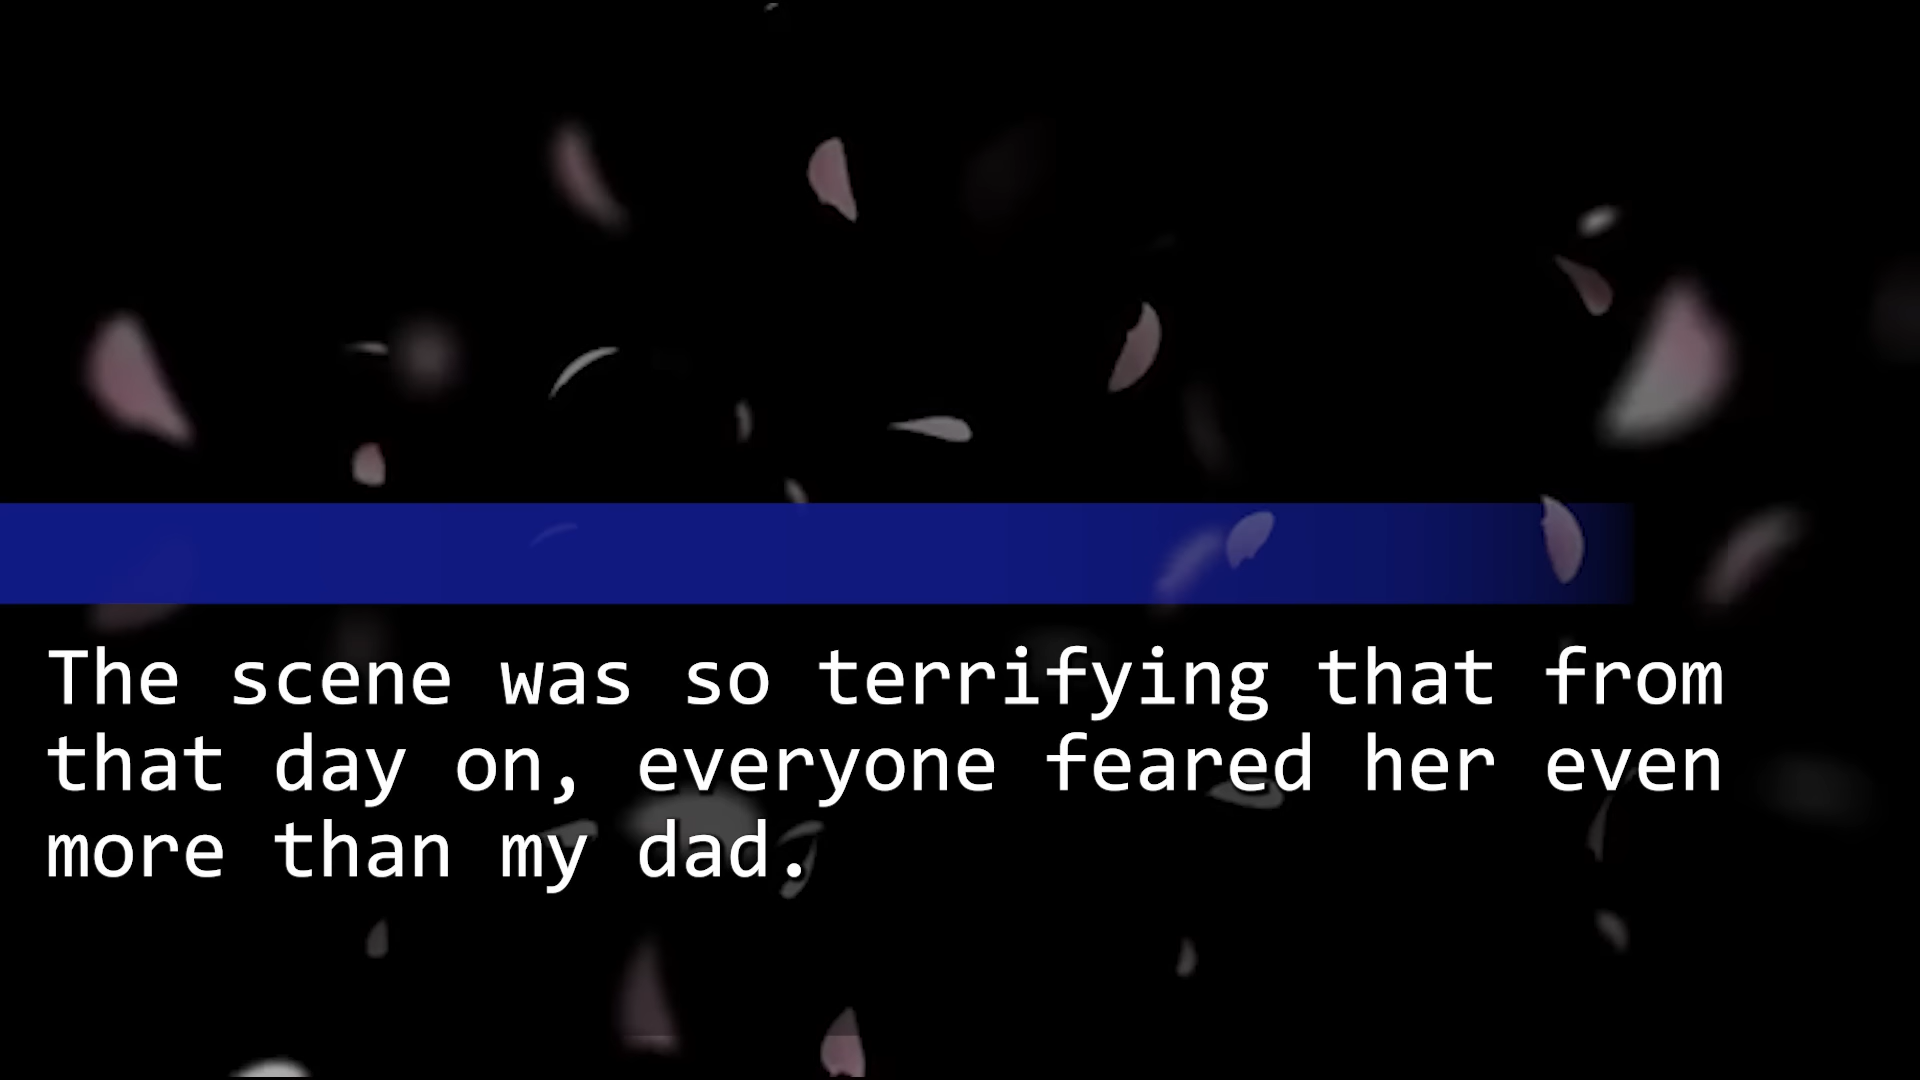 The scene was so terrifying that from
that day on, everyone feared her even
more than my dad.